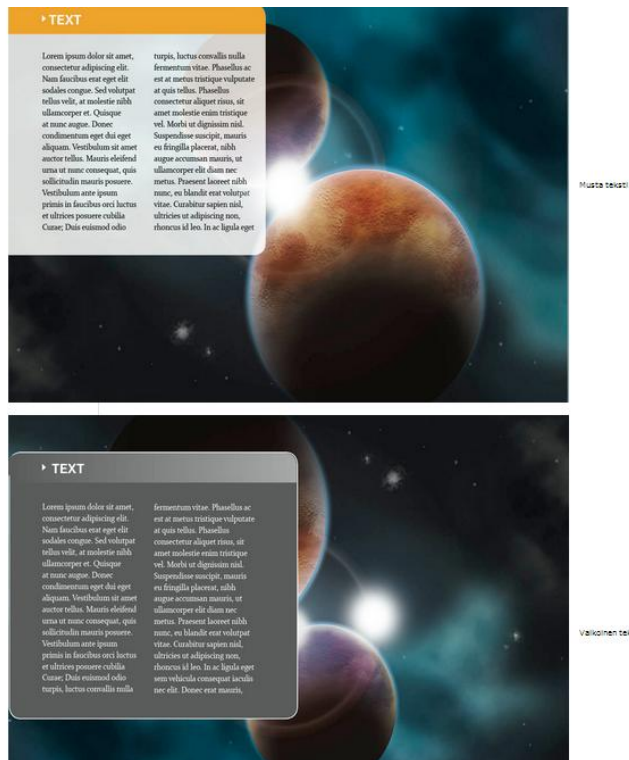 TEXT
Lorem ipsum dolor sit amet,
consectetur adipiscing elit.
Nam faucibus erat eget elit
sodales congue. Sed volutpat
tellus velit, at molestie nibh
ullamcorper et. Quisque
at nunc augue. Donec
condimentum eget dui eget
aliquam. Vestibulum sit amet
auctor tellus. Mauris eleifend
urna ut nunc consequat, quis
sollicitudin mauris posuere.
Vestibulum ante ipsum
primis in faucibus orci luctus
et ultrices posuere cubilia
Curae; Duis euismod odio
turpis, luctus convallis nulla
fermentum vitae. Phasellus ac
est at metus tristique vulputate
at quis tellus. Phasellus
consectetur aliquet risus, sit
amet molestie enim tristique
vel. Morbi ut dignissim nisl.
Suspendisse suscipit, mauris
eu fringilla placerat, nibh
augue accumsan mauris, ut
ullamcorper elit diam nec
metus. Praesent laoreet nibh
nunc, eu blandit erat volutpat
vitae. Curabitur sapien nisl,
ultricies ut adipiscing non,
rhoncus id leo. In ac ligula eget
Musta teksti
TEXT
Lorem ipsum dolor sit amet,
consectetur adipiscing elit.
Nam faucibus erat eget elit
sodales congue. Sed volutpat
tellus velit, at molestie nibh
ullamcorper et. Quisque
at nunc augue. Donec
condimentum eget dui eget
aliquam. Vestibulum sit amet
auctor tellus. Mauris eleifend
urna ut nunc consequat, quis
sollicitudin mauris posuere.
Vestibulum ante ipsum
primis in faucibus orci luctus
et ultrices posuere cubilia
Curae; Duis euismod odio
turpis, luctus convallis nulla
fermentum vitae. Phasellus ac
est at metus tristique vulputate
at quis tellus. Phasellus
consectetur aliquet risus, sit
amet molestie enim tristique
vel. Morbi ut dignissim nisl.
Suspendisse suscipit, mauris
eu fringilla placerat, nibh
augue accumsan mauris, ut
ullamcorper elit diam nec
metus. Praesent laoreet nibh
nunc, eu blandit erat volutpat
vitae. Curabitur sapien nisl,
ultricies ut adipiscing non,
rhoncus id leo. In ac ligula eget
sem vehicula consequat iaculis
nec elit. Donec erat mauris,
Valkoinen tek